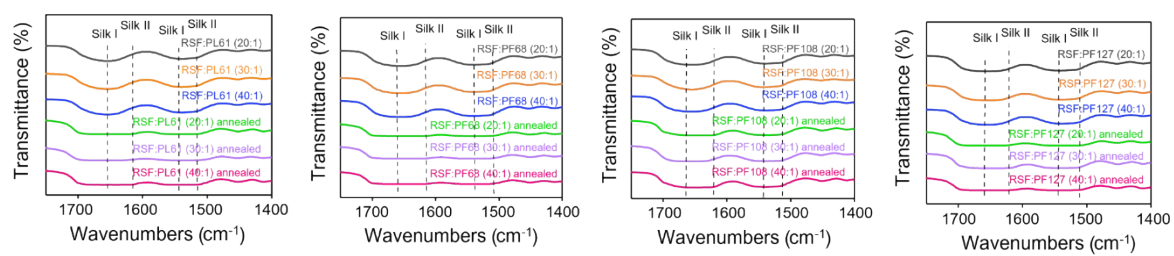 Silk I Silk II Silk I Silk II
RSF:PL61 (20:1)
RSF:PL61 (30:1)
RSF:PL61 (40:1)
RSF:PL61 (20:1) annealed
RSF:PL61 (30:1) annealed
RSF:PL61 (40:1) annealed
Transmittance (%)
1700 1600 1500 1400
Wavenumbers (cm⁻¹)
Silk I Silk II Silk I Silk II
RSF:PF68 (20:1)
RSF:PF68 (30:1)
RSF:PF68 (40:1)
RSF:PF68 (20:1) annealed
RSF:PF68 (30:1) annealed
RSF:PF68 (40:1) annealed
Transmittance (%)
1700 1600 1500 1400
Wavenumbers (cm⁻¹)
Silk I Silk II Silk I Silk II
RSF:PF108 (20:1)
RSF:PF108 (30:1)
RSF:PF108 (40:1)
RSF:PF108 (20:1) annealed
RSF:PF108 (30:1) annealed
RSF:PF108 (40:1) annealed
Transmittance (%)
1700 1600 1500 1400
Wavenumbers (cm⁻¹)
Silk I Silk II Silk I Silk II
RSF:PF127 (20:1)
RSF:PF127 (30:1)
RSF:PF127 (40:1)
RSF:PF127 (20:1) annealed
RSF:PF127 (30:1) annealed
RSF:PF127 (40:1) annealed
Transmittance (%)
1700 1600 1500 1400
Wavenumbers (cm⁻¹)